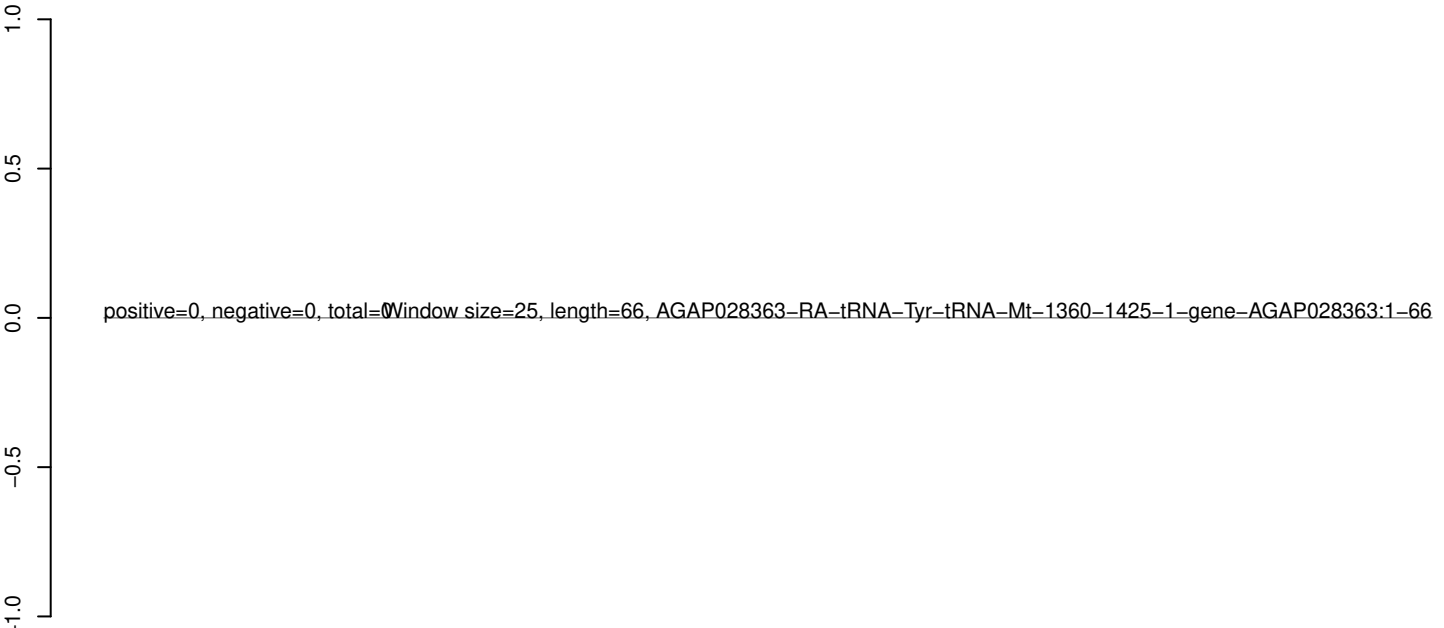 1.0
0.5
0.0
−0.5
−1.0
positive=0, negative=0, total=0
Window size=25, length=66, AGAP028363−RA−tRNA−Tyr−tRNA−Mt−1360−1425−1−gene−AGAP028363:1−66